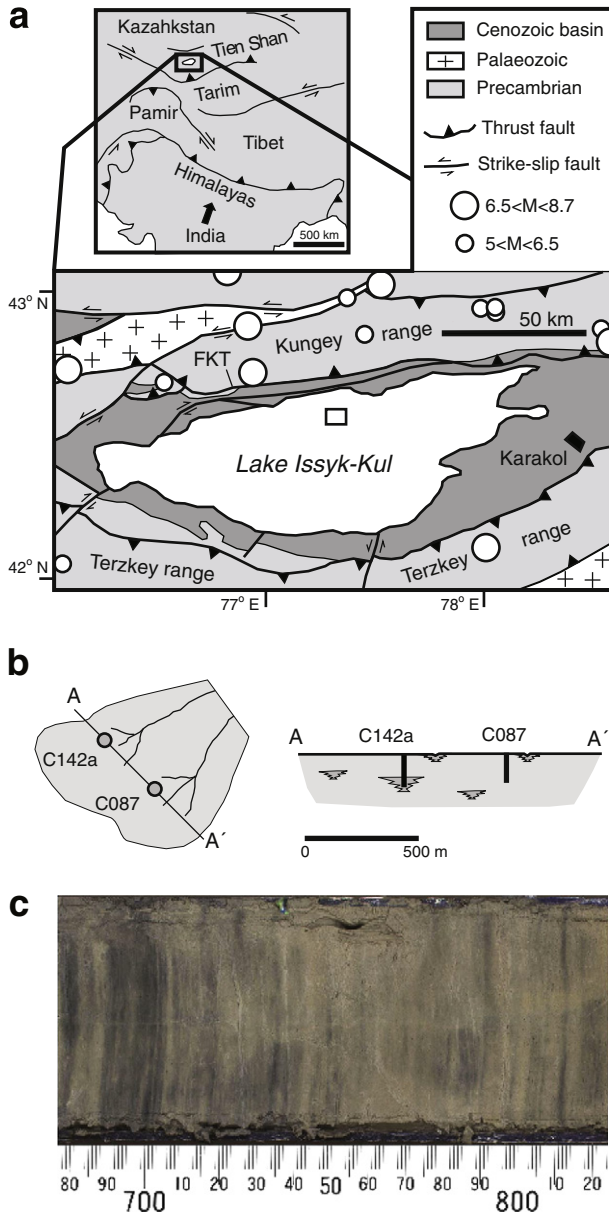 a
Kazahkstan
Tien Shan
Tarim
Pamir
Tibet
Himalayas
India
500 km
Cenozoic basin
Palaeozoic
Precambrian
Thrust fault
Strike-slip fault
6.5<M<8.7
5<M<6.5
43° N
50 km
Kungey range
FKT
Lake Issyk-Kul
Karakol
42° N
Terzkey range
Terzkey range
77° E
78° E
b
A
C142a
C087
A´
A
C142a
C087
A´
0
500 m
c
80 90 700 10 20 30 40 50 60 70 80 90 800 10 20